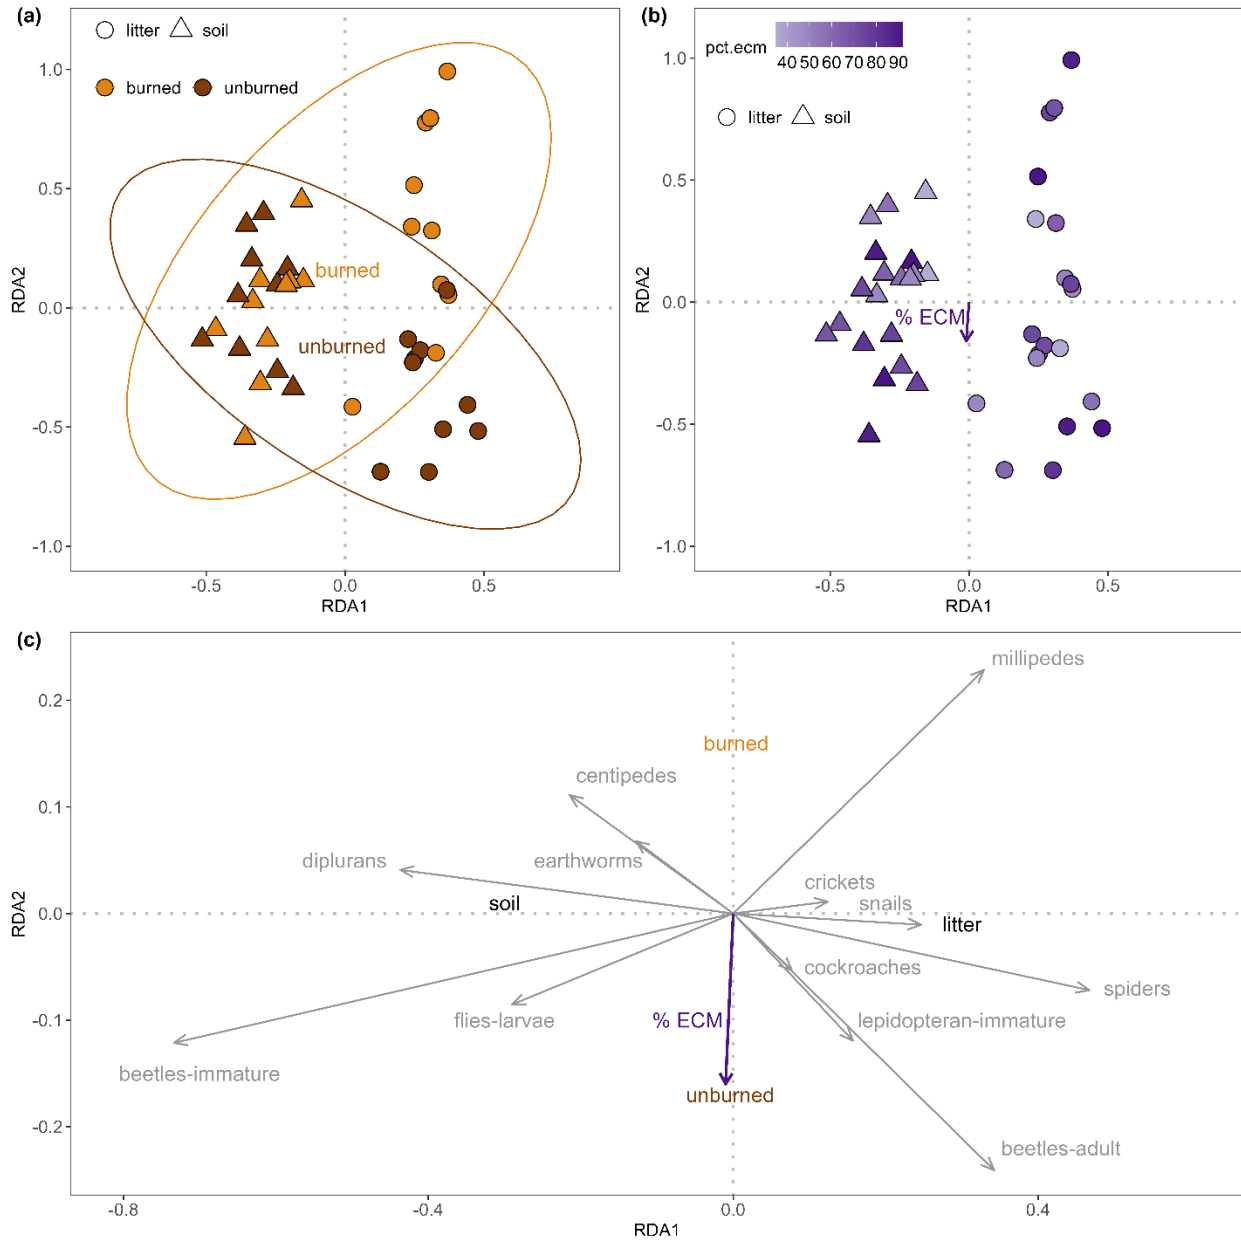 (a)
litter soil
burned unburned
1.0
0.5
0.0
-0.5
-1.0
RDA2
burned
unburned
-0.5 0.0 0.5
RDA1
(b)
pct.ecm
40 50 60 70 80 90
litter soil
1.0
0.5
0.0
-0.5
-1.0
RDA2
% ECM
-0.5 0.0 0.5
RDA1
(c)
0.2
0.1
0.0
-0.1
-0.2
RDA2
millipedes
burned
centipedes
diplurans
earthworms
crickets
soil
snails
litter
cockroaches
spiders
flies-larvae
% ECM
lepidopteran-immature
beetles-immature
unburned
beetles-adult
-0.8 -0.4 0.0 0.4
RDA1